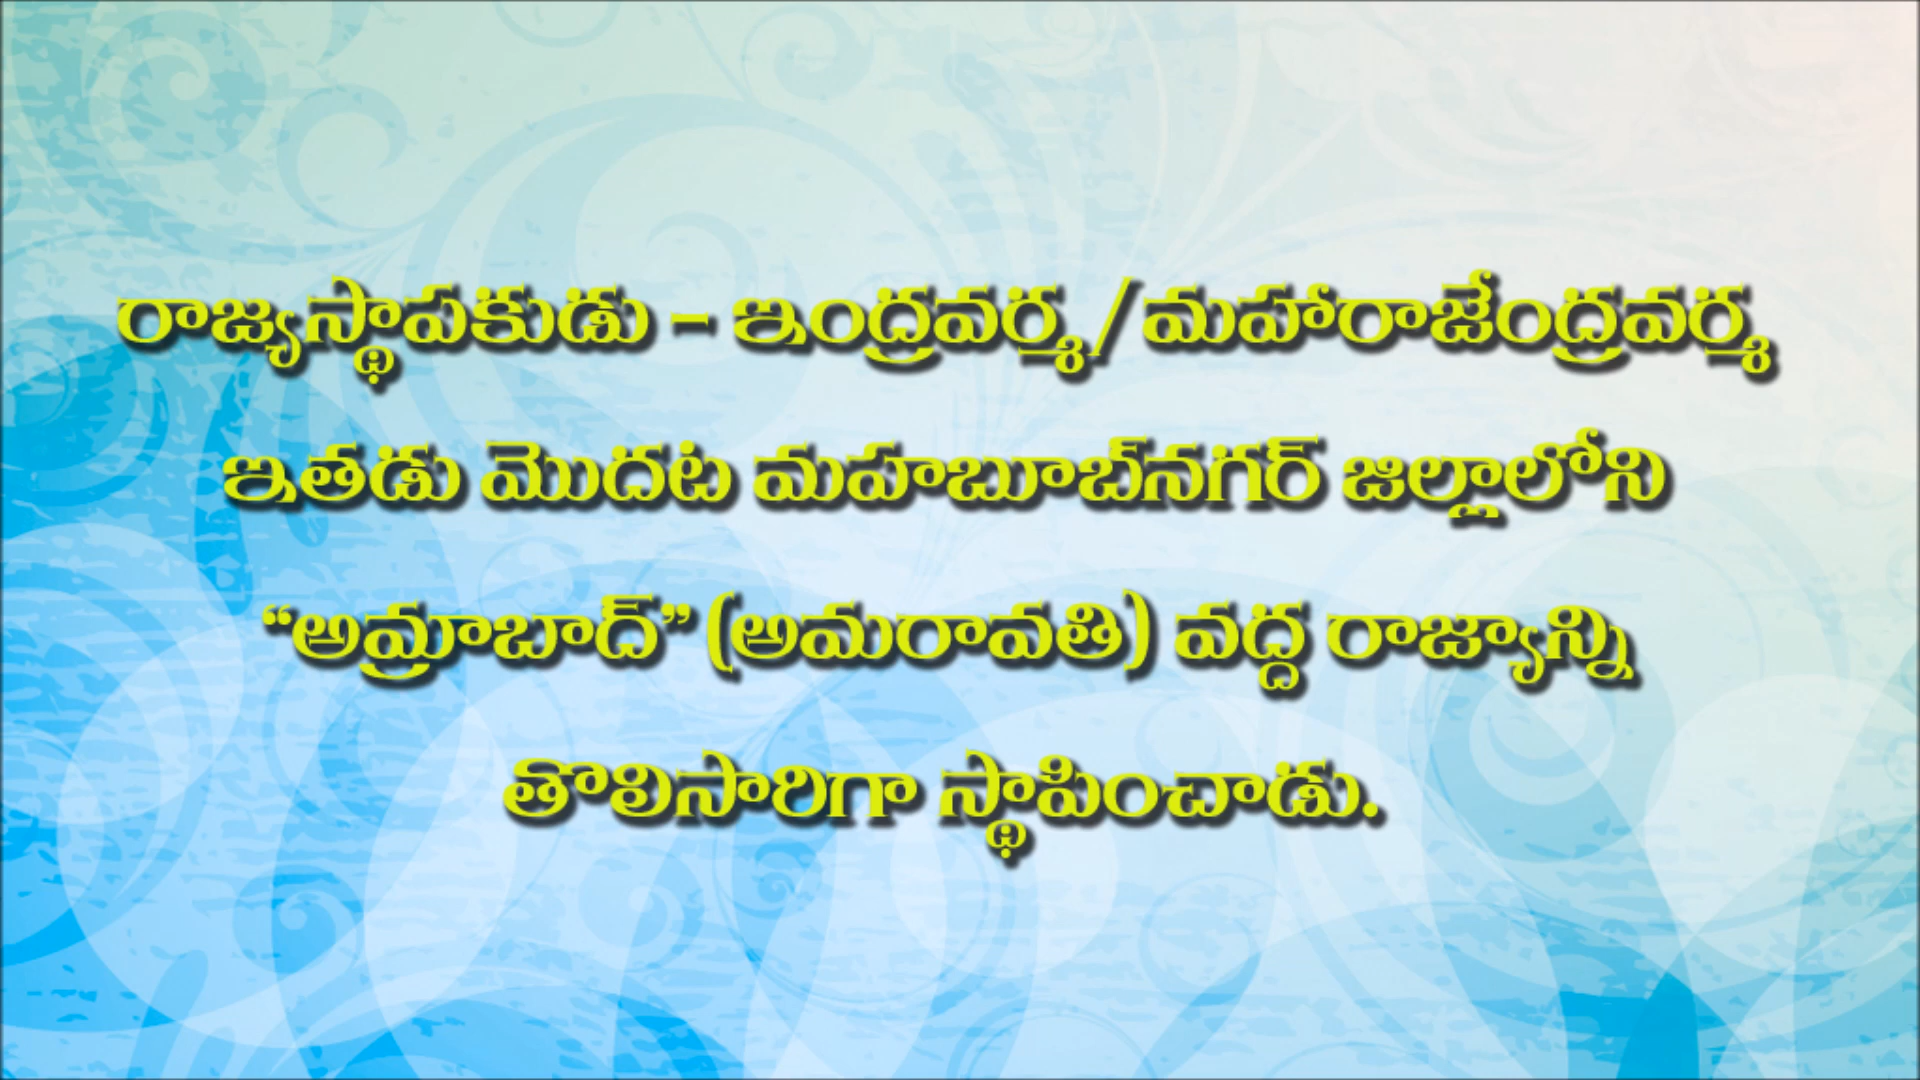 రాజ్యస్థాపకుడు – ఇంద్రవర్మ/మహారాజేంద్రవర్మ
ఇతడు మొదట మహబూబ్‌నగర్ జిల్లాలోని
“అమ్రాబాద్” (అమరావతి) వద్ద రాజ్యాన్ని
తొలిసారిగా స్థాపించాడు.